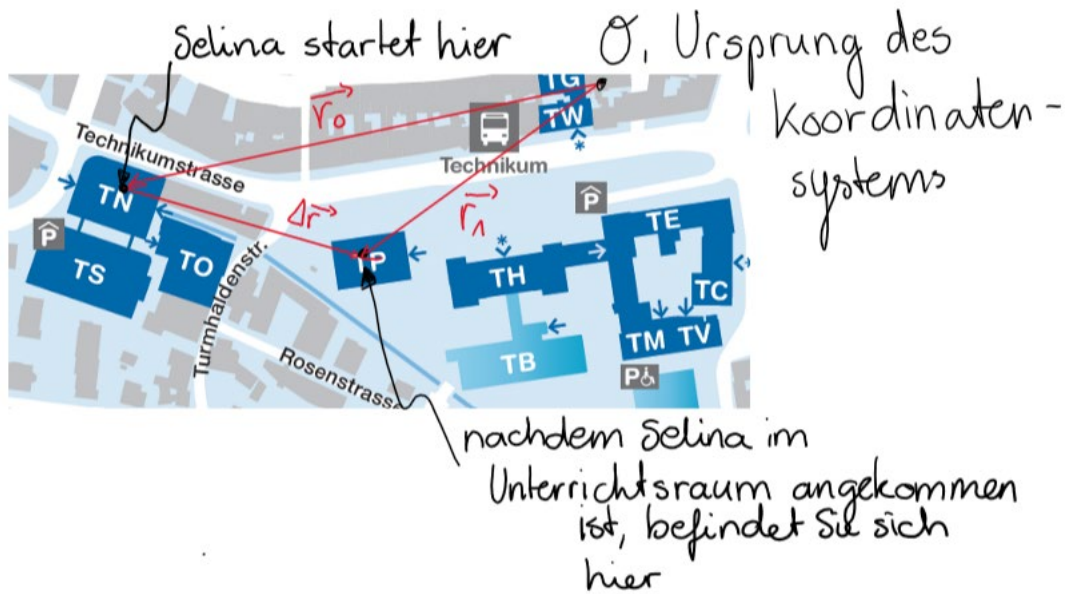 Selina startet hier
O, Ursprung des
Koordinaten-
systems
r₀
TG
TW
Technikum
Technikumstrasse
TN
P
Δr
r₁
P
TE
TS
TO
TP
TH
TC
Turmhaldenstr.
TB
TM TV
P
Rosenstrasse
nachdem Selina im
Unterrichtsraum angekommen
ist, befindet Sie sich
hier